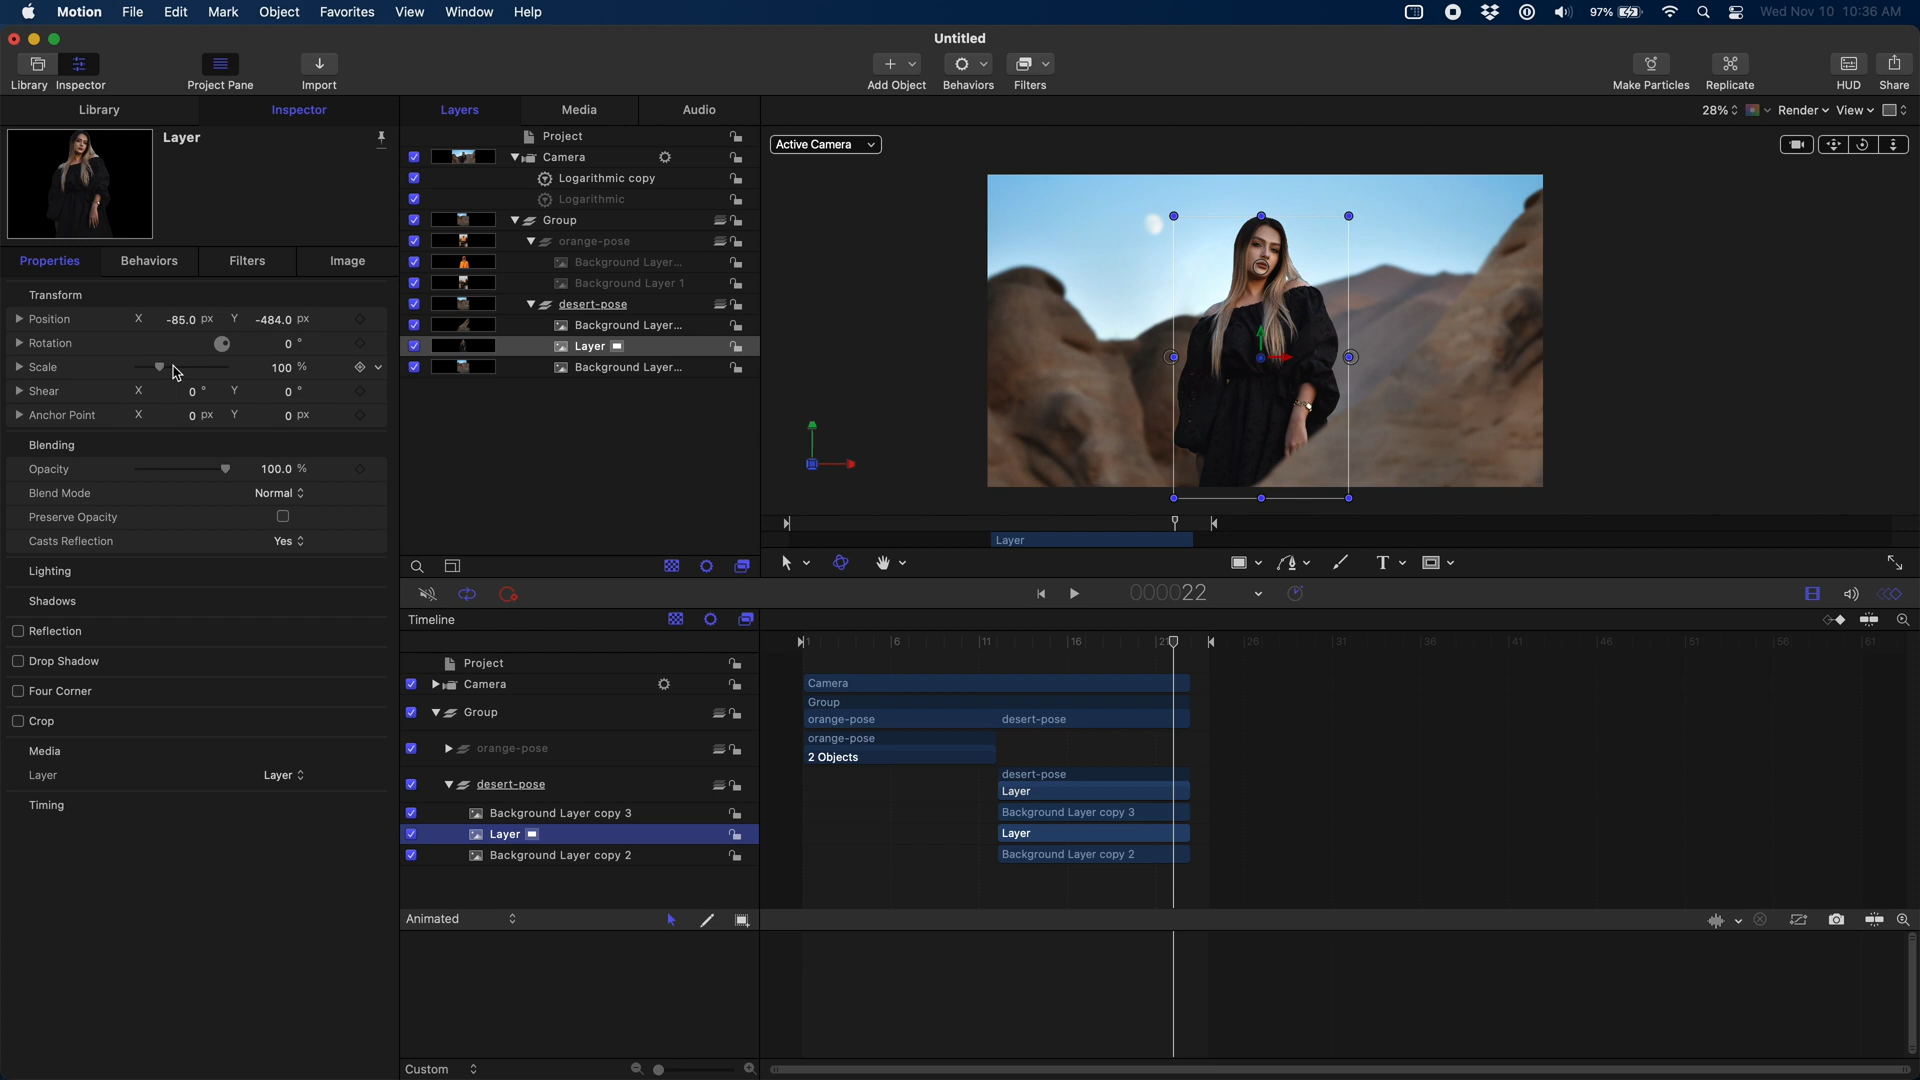 Motion File Edit Mark Object Favorites View Window Help 97% Wed Nov 10 10:36 AM
Untitled
Library Inspector Project Pane Import Add Object Behaviors Filters Make Particles Replicate HUD Share
Library Inspector Layers Media Audio 28% Render View
Layer
Active Camera
Project
Camera
Logarithmic copy
Logarithmic
Group
orange-pose
Background Layer...
Background Layer 1
desert-pose
Background Layer...
Layer
Background Layer...
Properties Behaviors Filters Image
Transform
Position X -85.0 px Y -484.0 px
Rotation 0 °
Scale 100 %
Shear X 0 ° Y 0 °
Anchor Point X 0 px Y 0 px
Blending
Opacity 100.0 %
Blend Mode Normal
Preserve Opacity
Casts Reflection Yes
Lighting
Shadows
Reflection
Drop Shadow
Four Corner
Crop
Media
Layer Layer
Timing
Layer
T
000022
Timeline
1 6 11 16 21 26 31 36 41 46 51 56 61
Project
Camera
Group
orange-pose
desert-pose
Background Layer copy 3
Layer
Background Layer copy 2
Camera
Group
orange-pose desert-pose
orange-pose
2 Objects
desert-pose
Layer
Background Layer copy 3
Layer
Background Layer copy 2
Animated
Custom